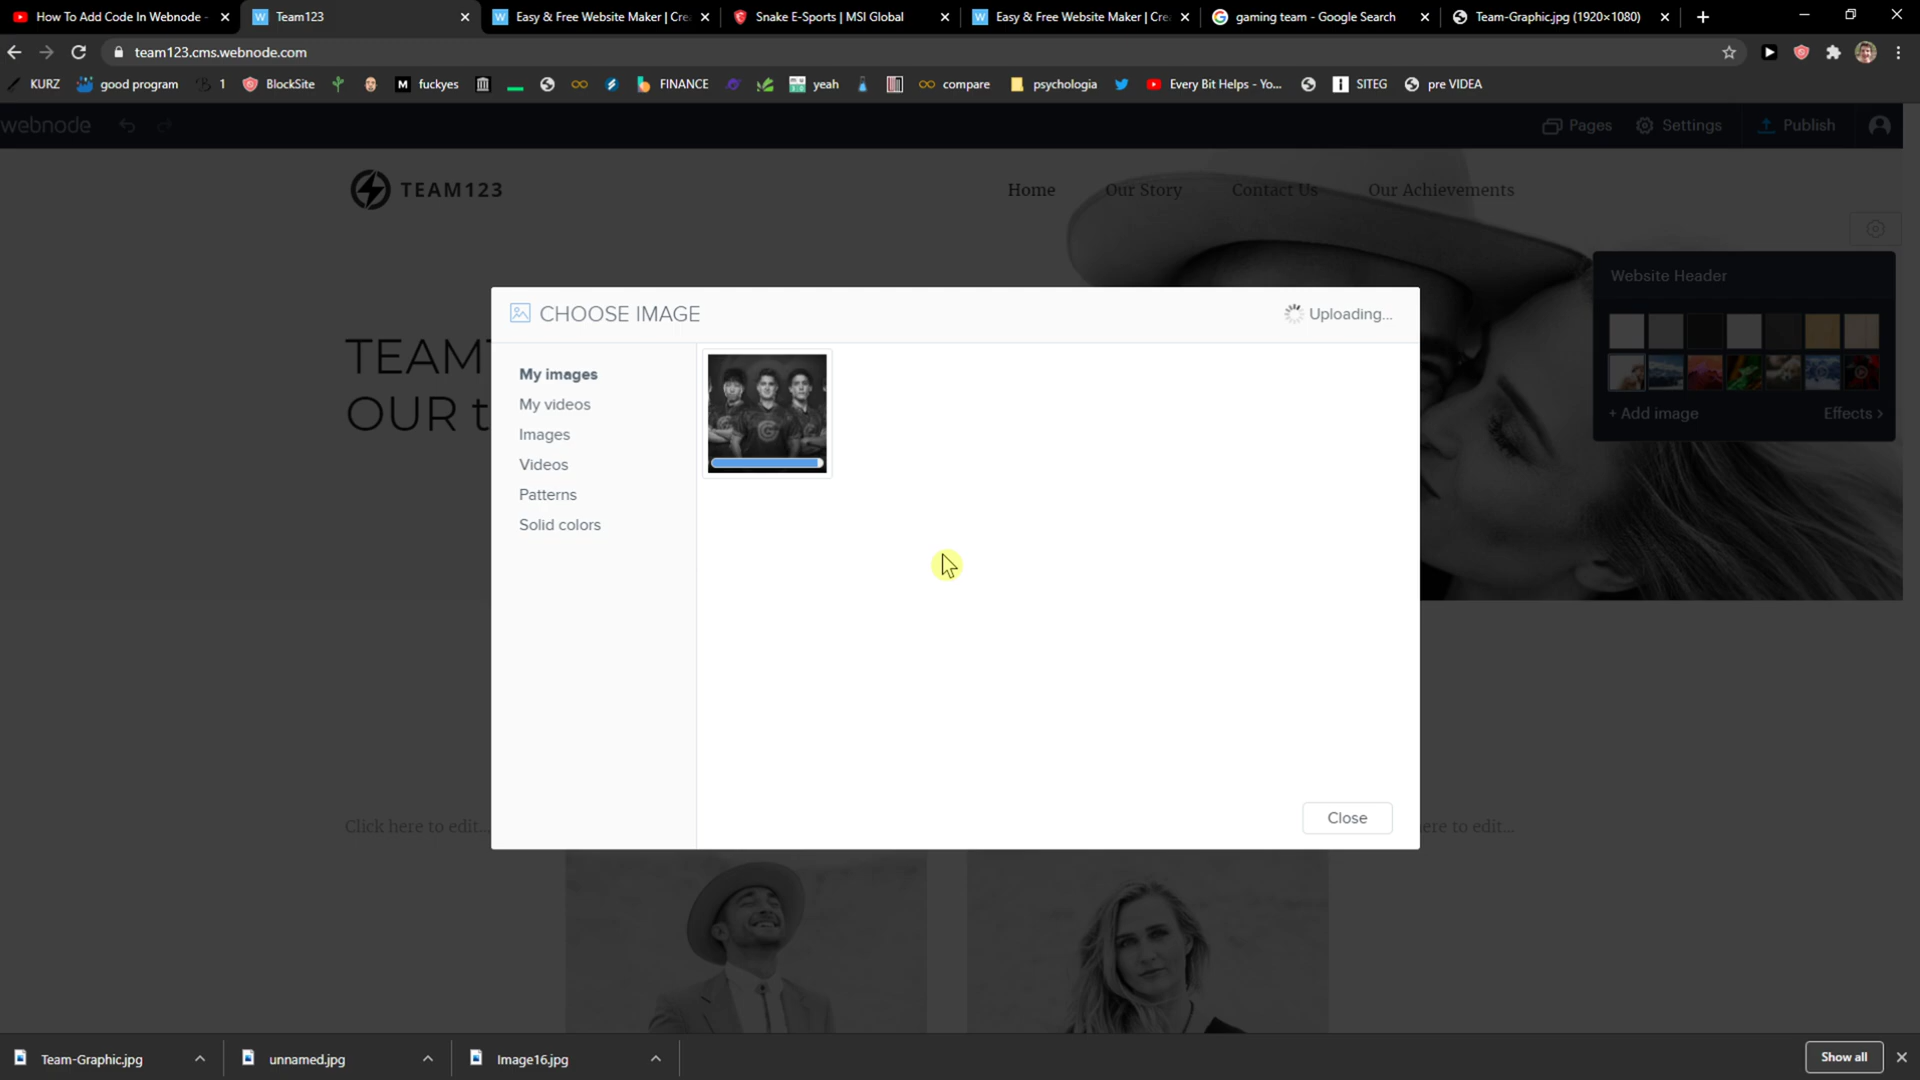 How To Add Code In Webnode -
Team123
Easy & Free Website Maker | Cre
Snake E-Sports | MSI Global
Easy & Free Website Maker | Cre
gaming team - Google Search
Team-Graphic.jpg (1920×1080)
team123.cms.webnode.com
KURZ
good program
1
BlockSite
M
fuckyes
FINANCE
yeah
compare
psychologia
Every Bit Helps - Yo...
SITEG
pre VIDEA
webnode
Pages
Settings
Publish
TEAM123
Home
Our Story
Contact Us
Our Achievements
Website Header
+ Add image
Effects >
OUR t
CHOOSE IMAGE
Uploading...
My images
My videos
Images
Videos
Patterns
Solid colors
Close
Click here to edit...
ere to edit...
Team-Graphic.jpg
unnamed.jpg
Image16.jpg
Show all